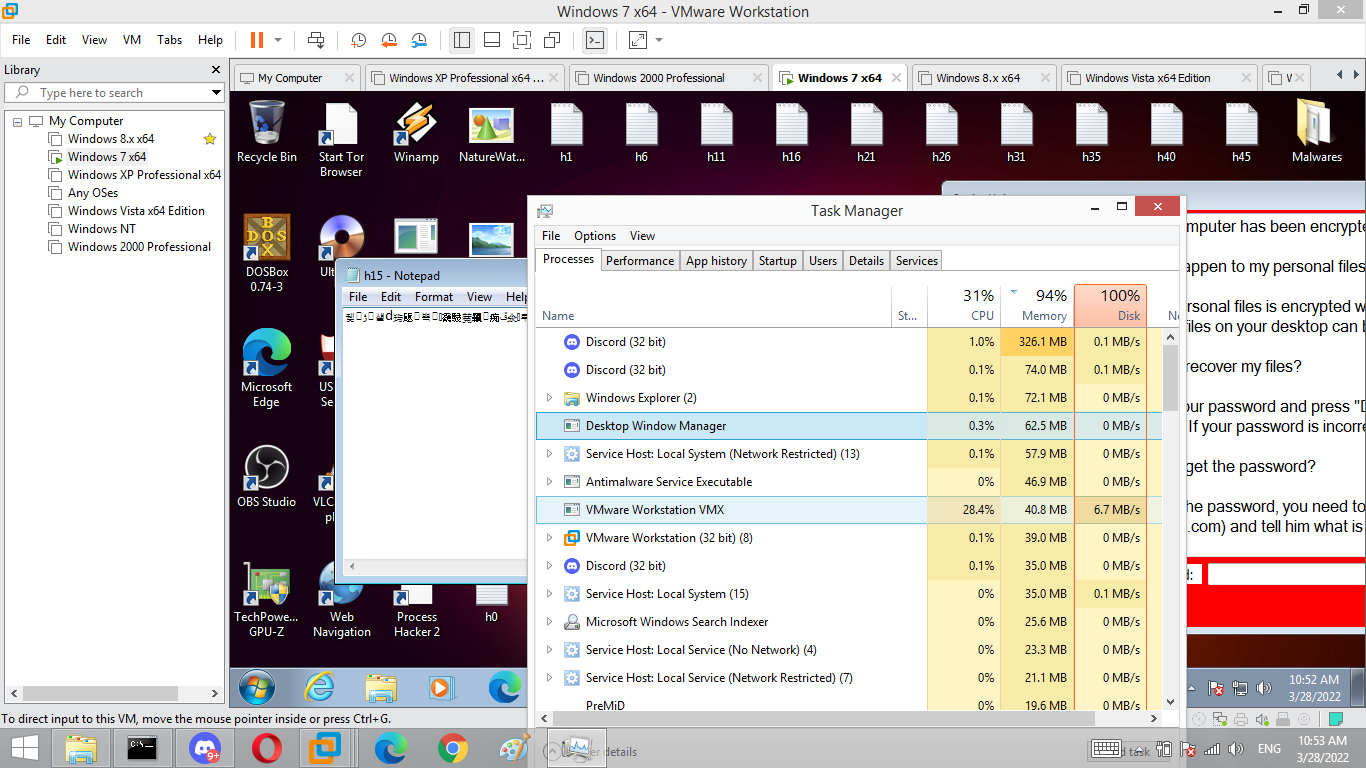 Windows 7 x64 - VMware Workstation
File Edit View VM Tabs Help
Library
Type here to search
My Computer
Windows 8.x x64
Windows 7 x64
Windows XP Professional x64
Any OSes
Windows Vista x64 Edition
Windows NT
Windows 2000 Professional
My Computer Windows XP Professional x64 ... Windows 2000 Professional Windows 7 x64 Windows 8.x x64 Windows Vista x64 Edition
Recycle Bin
Start Tor Browser
Winamp
NatureWat...
h1 h6 h11 h16 h21 h26 h31 h35 h40 h45
Malwares
DOSBox 0.74-3
Microsoft Edge
OBS Studio
TechPowe... GPU-Z
Web Navigation
Process Hacker 2
h0
h15 - Notepad
File Edit Format View Help
Task Manager
File Options View
Processes Performance App history Startup Users Details Services
31% 94% 100%
Name St... CPU Memory Disk
Discord (32 bit) 1.0% 326.1 MB 0.1 MB/s
Discord (32 bit) 0.1% 74.0 MB 0.1 MB/s
Windows Explorer (2) 0.1% 72.1 MB 0 MB/s
Desktop Window Manager 0.3% 62.5 MB 0 MB/s
Service Host: Local System (Network Restricted) (13) 0.1% 57.9 MB 0 MB/s
Antimalware Service Executable 0% 46.9 MB 0 MB/s
VMware Workstation VMX 28.4% 40.8 MB 6.7 MB/s
VMware Workstation (32 bit) (8) 0.1% 39.0 MB 0 MB/s
Discord (32 bit) 0.1% 35.0 MB 0 MB/s
Service Host: Local System (15) 0% 35.0 MB 0.1 MB/s
Microsoft Windows Search Indexer 0% 25.6 MB 0 MB/s
Service Host: Local Service (No Network) (4) 0% 23.3 MB 0 MB/s
Service Host: Local Service (Network Restricted) (7) 0% 21.1 MB 0 MB/s
PreMiD 0% 19.6 MB 0 MB/s
details
task
mputer has been encrypte
appen to my personal files
rsonal files is encrypted w
files on your desktop can b
recover my files?
ur password and press "D
If your password is incorre
get the password?
he password, you need to
.com) and tell him what is
d:
10:52 AM
3/28/2022
To direct input to this VM, move the mouse pointer inside or press Ctrl+G.
9+
ENG
10:53 AM
3/28/2022